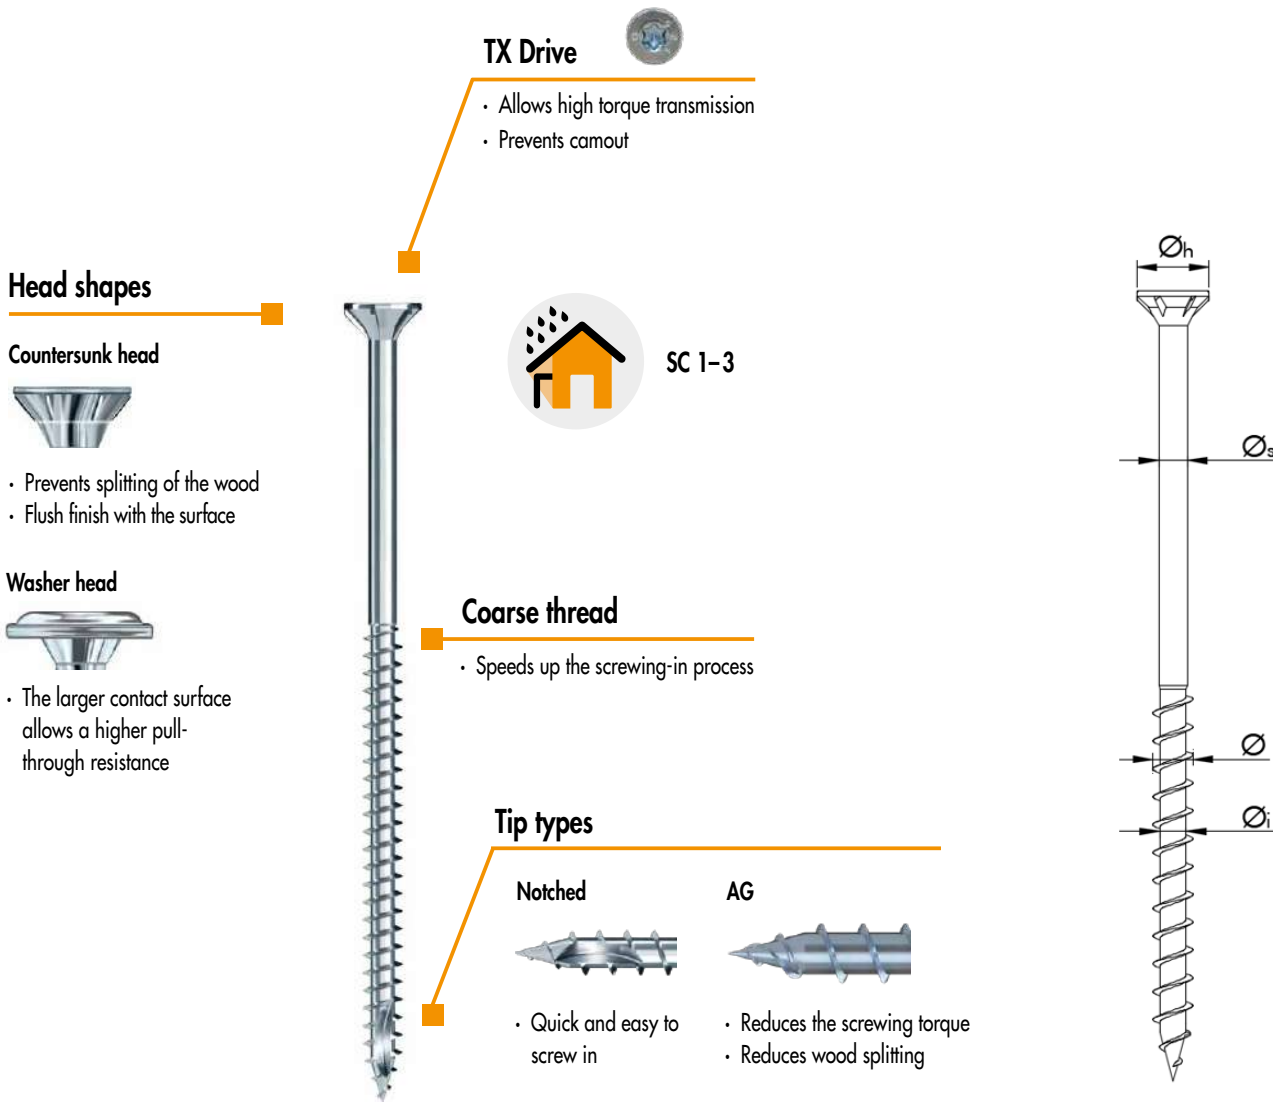 TX Drive
· Allows high torque transmission
· Prevents camout
Head shapes
Countersunk head
· Prevents splitting of the wood
· Flush finish with the surface
Washer head
· The larger contact surface
allows a higher pull-
through resistance
SC 1–3
Coarse thread
· Speeds up the screwing-in process
Tip types
Notched
· Quick and easy to
screw in
AG
· Reduces the screwing torque
· Reduces wood splitting
Øh
Øs
Ø
Øi